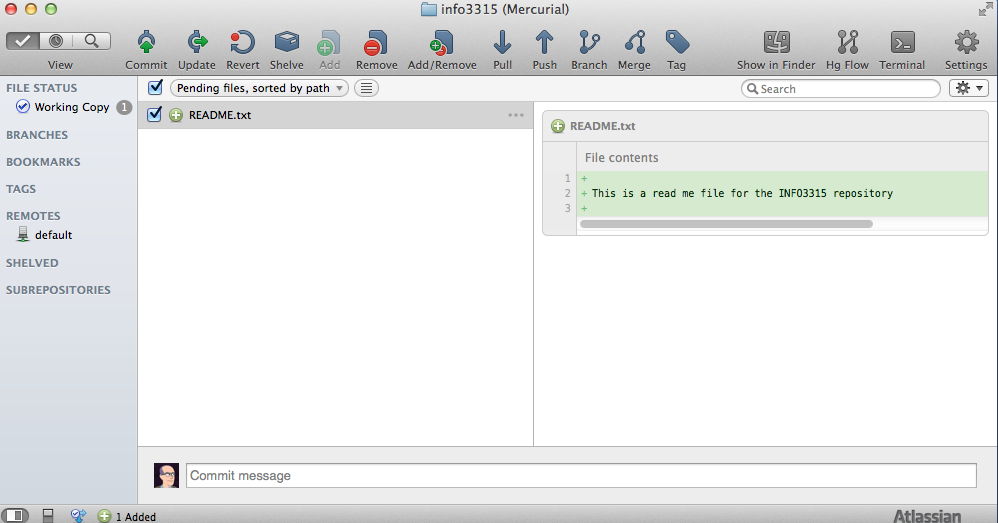 info3315 (Mercurial)
View Commit Update Revert Shelve Add Remove Add/Remove Pull Push Branch Merge Tag Show in Finder Hg Flow Terminal Settings
FILE STATUS
Working Copy 1
BRANCHES
BOOKMARKS
TAGS
REMOTES
default
SHELVED
SUBREPOSITORIES
Pending files, sorted by path
Search
README.txt
README.txt
File contents
1 +
2 + This is a read me file for the INFO3315 repository
3 +
Commit message
1 Added
Atlassian